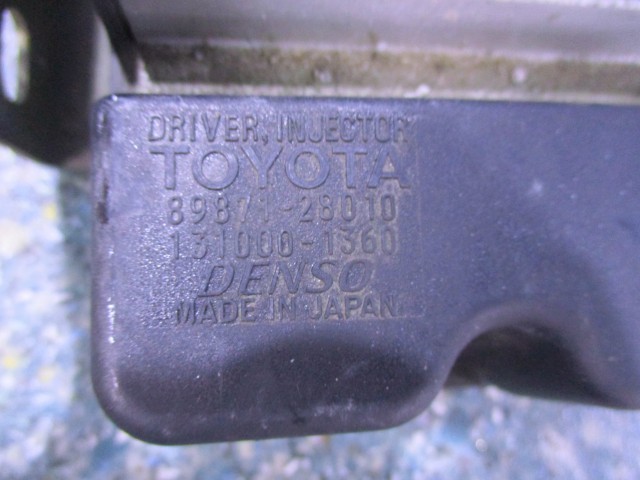 DRIVER, INJECTOR
TOYOTA
89871-28010
131000-1360
DENSO
MADE IN JAPAN